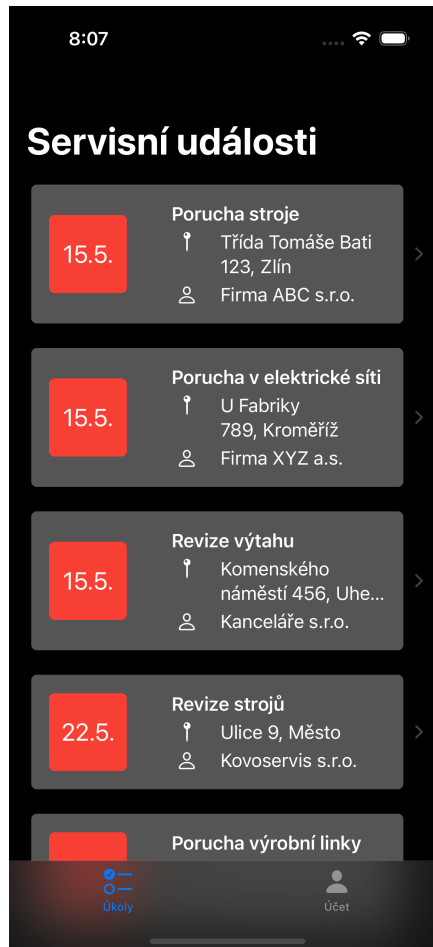 8:07
Servisní události
15.5.
Porucha stroje
Třída Tomáše Bati
123, Zlín
Firma ABC s.r.o.
15.5.
Porucha v elektrické síti
U Fabriky
789, Kroměříž
Firma XYZ a.s.
15.5.
Revize výtahu
Komenského
náměstí 456, Uhe...
Kanceláře s.r.o.
22.5.
Revize strojů
Ulice 9, Město
Kovoservis s.r.o.
Porucha výrobní linky
Úkoly
Účet